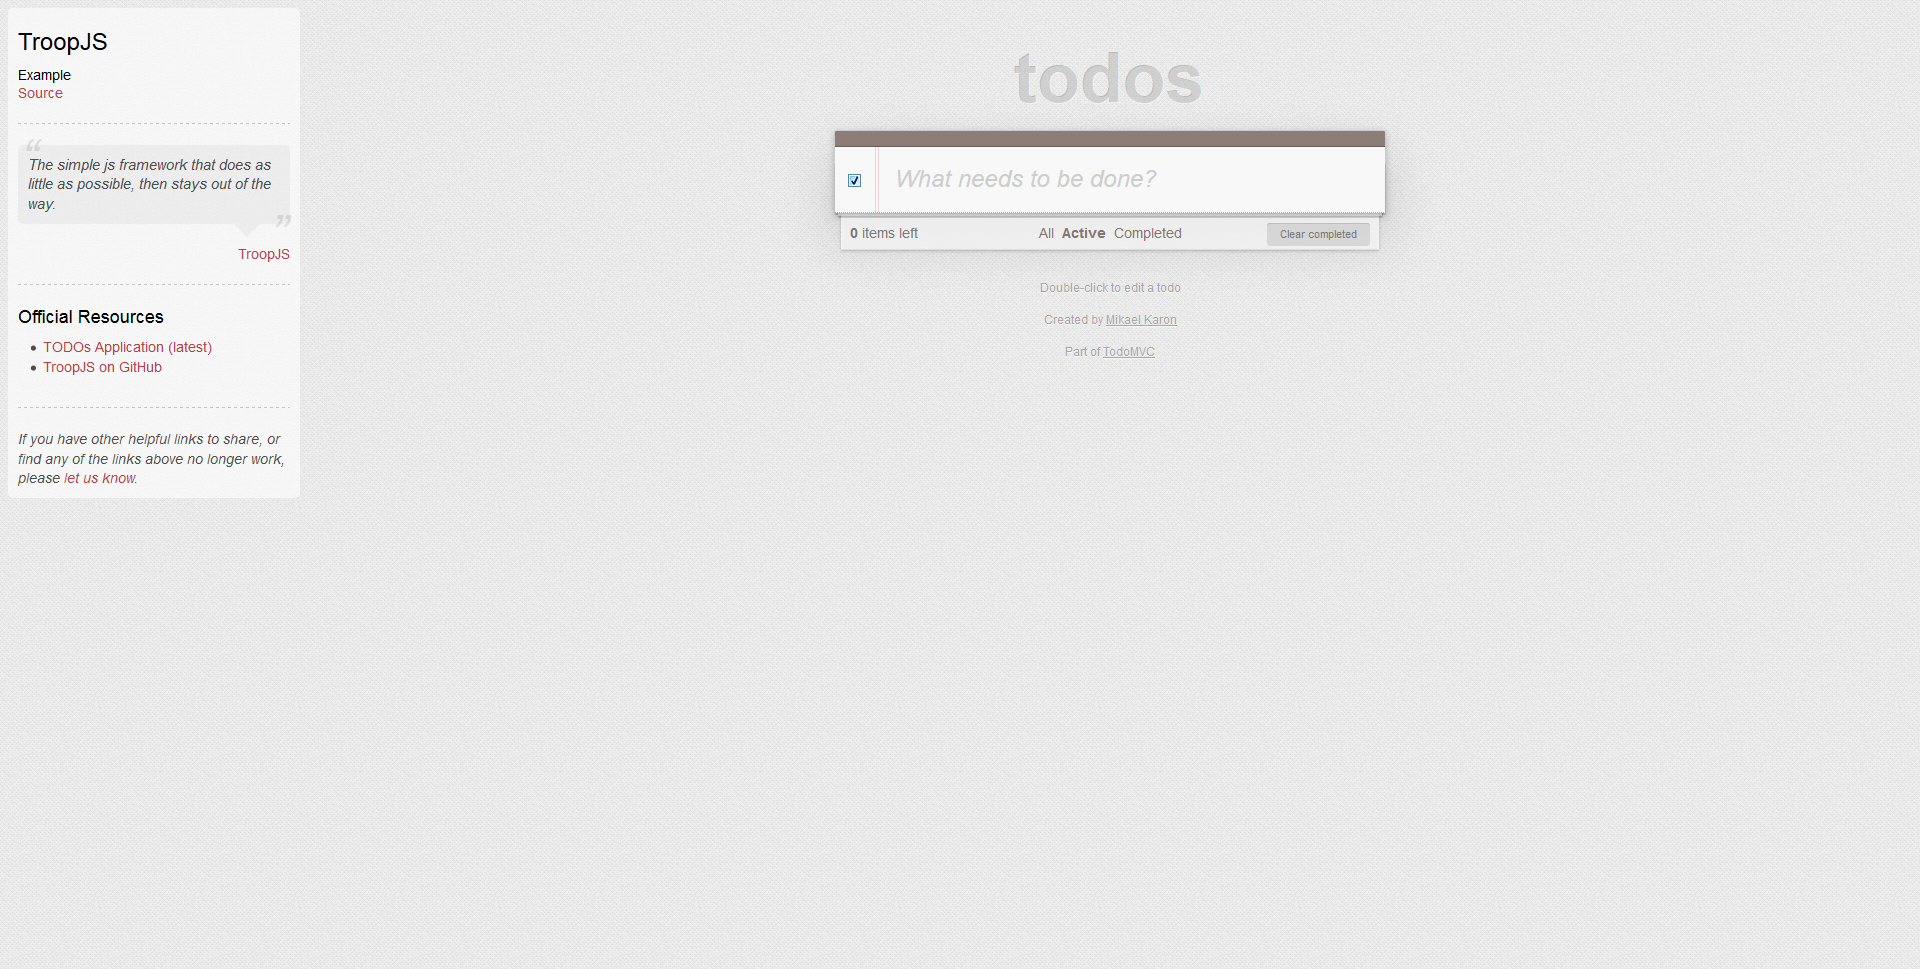 TroopJS
Example
Source
“
The simple js framework that does as
little as possible, then stays out of the
way.
”
TroopJS
Official Resources
TODOs Application (latest)
TroopJS on GitHub
If you have other helpful links to share, or
find any of the links above no longer work,
please let us know.
todos
What needs to be done?
0 items left All Active Completed Clear completed
Double-click to edit a todo
Created by Mikael Karon
Part of TodoMVC